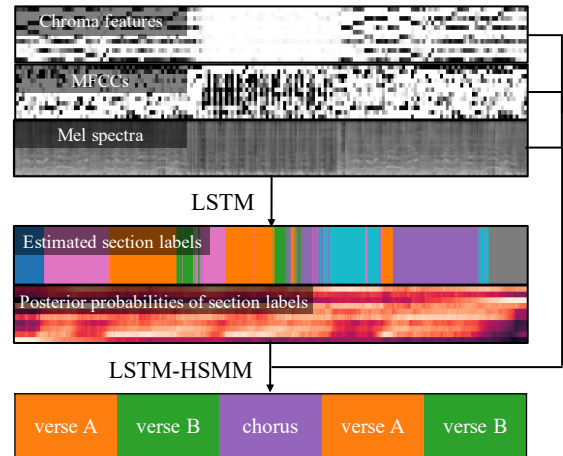 Chroma features
MFCCs
Mel spectra
LSTM
Estimated section labels
Posterior probabilities of section labels
LSTM-HSMM
verse A verse B chorus verse A verse B